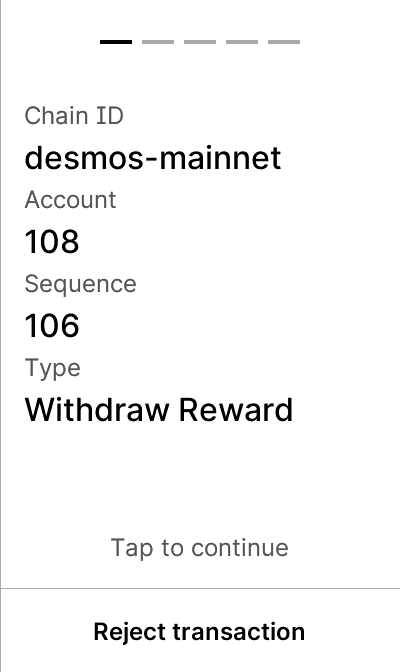 Chain ID
desmos-mainnet
Account
108
Sequence
106
Type
Withdraw Reward
Tap to continue
Reject transaction